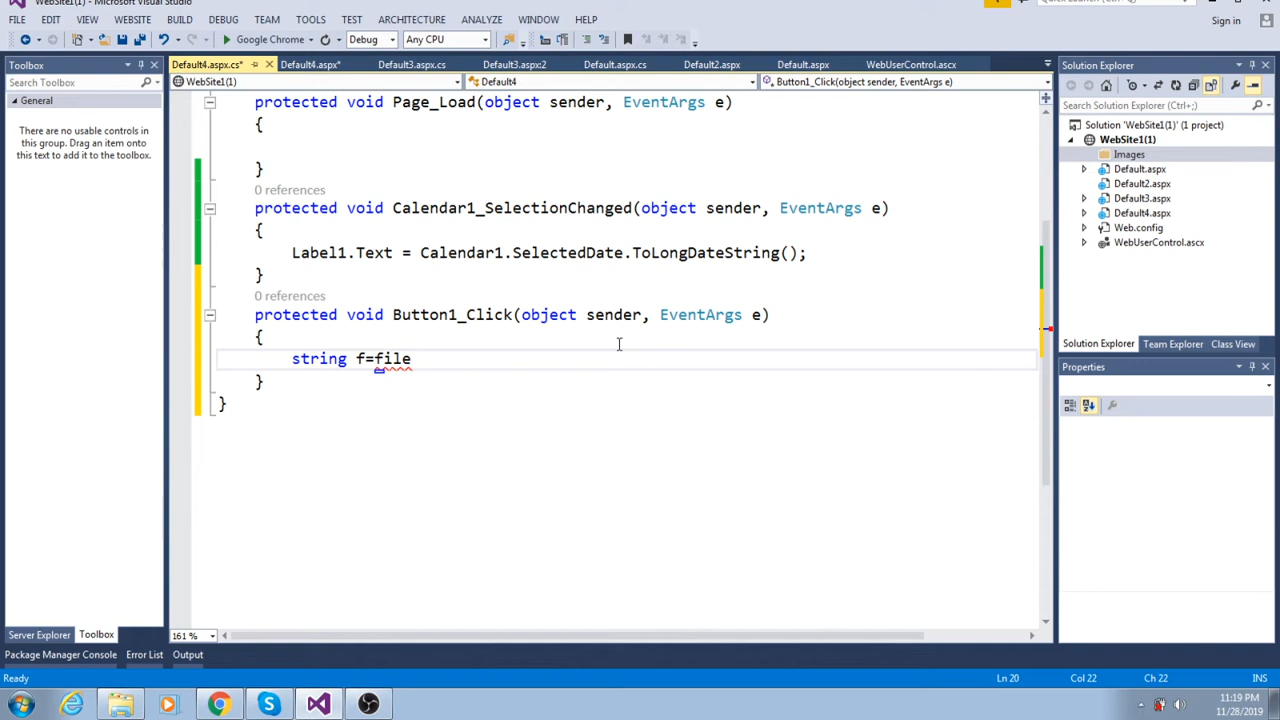 WebSite1(1) - Microsoft Visual Studio
Quick Launch (Ctrl+Q)
FILE EDIT VIEW WEBSITE BUILD DEBUG TEAM TOOLS TEST ARCHITECTURE ANALYZE WINDOW HELP
Sign in
Google Chrome Debug Any CPU
Toolbox
Default4.aspx.cs* Default4.aspx* Default3.aspx.cs Default3.aspx2 Default.aspx.cs Default2.aspx Default.aspx WebUserControl.ascx
Solution Explorer
Search Toolbox
WebSite1(1) Default4 Button1_Click(object sender, EventArgs e)
General
There are no usable controls in
this group. Drag an item onto
this text to add it to the toolbox.
protected void Page_Load(object sender, EventArgs e)
{
}
0 references
protected void Calendar1_SelectionChanged(object sender, EventArgs e)
{
Label1.Text = Calendar1.SelectedDate.ToLongDateString();
}
0 references
protected void Button1_Click(object sender, EventArgs e)
{
string f=file
}
}
161 %
Search Solution Explorer (Ctrl+;)
Solution 'WebSite1(1)' (1 project)
WebSite1(1)
Images
Default.aspx
Default2.aspx
Default3.aspx
Default4.aspx
Web.config
WebUserControl.ascx
Solution Explorer Team Explorer Class View
Properties
Server Explorer Toolbox
Package Manager Console Error List Output
Ready Ln 20 Col 22 Ch 22 INS
11:19 PM
11/28/2019